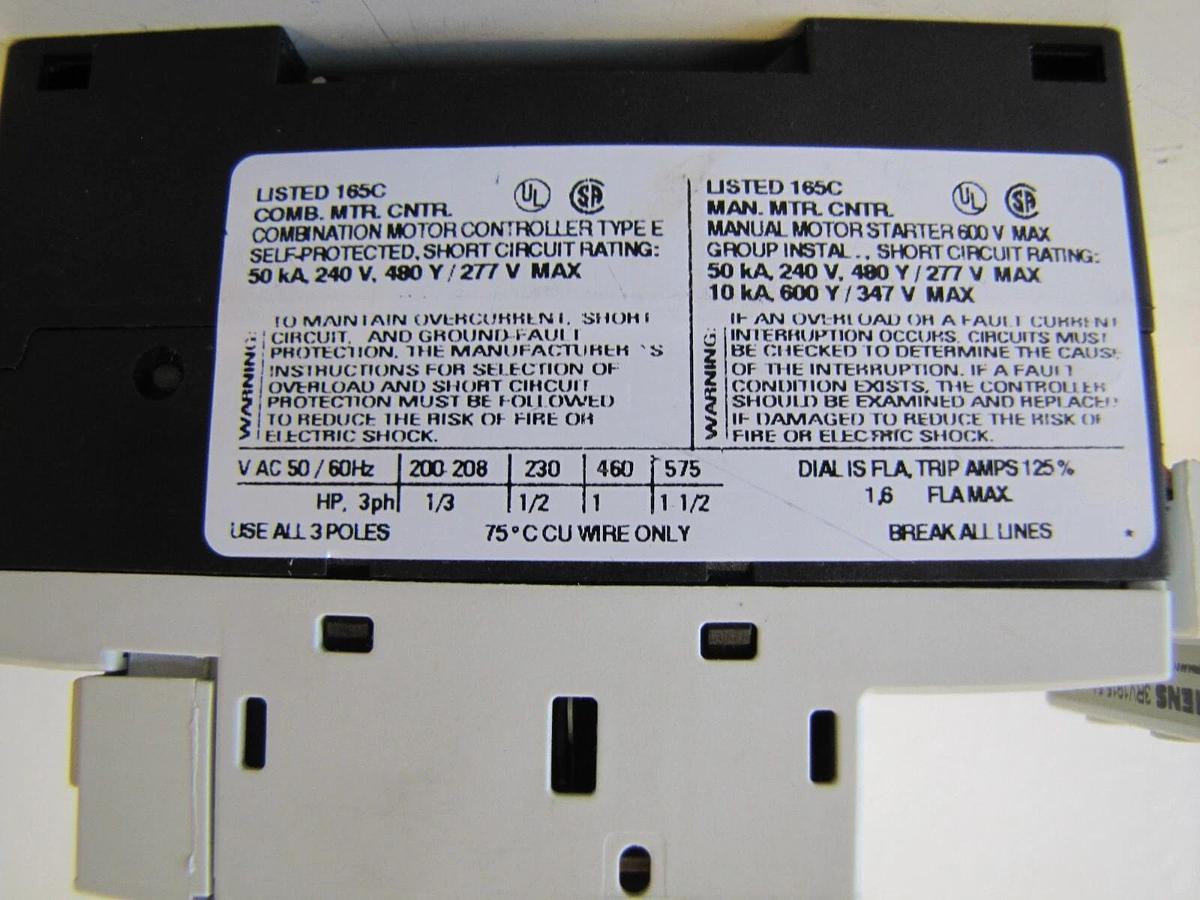 LISTED 165C
UL
SA
COMB. MTR. CNTR.
COMBINATION MOTOR CONTROLLER TYPE E
SELF-PROTECTED, SHORT CIRCUIT RATING:
50 kA, 240 V, 480 Y / 277 V MAX
WARNING:
TO MAINTAIN OVERCURRENT, SHORT
CIRCUIT, AND GROUND-FAULT
PROTECTION, THE MANUFACTURER `S
INSTRUCTIONS FOR SELECTION OF
OVERLOAD AND SHORT CIRCUIT
PROTECTION MUST BE FOLLOWED
TO REDUCE THE RISK OF FIRE OR
ELECTRIC SHOCK.
LISTED 165C
UL
SA
MAN. MTR. CNTR.
MANUAL MOTOR STARTER 600 V MAX
GROUP INSTAL . , SHORT CIRCUIT RATING:
50 kA, 240 V, 480 Y / 277 V MAX
10 kA, 600 Y / 347 V MAX
WARNING:
IF AN OVERLOAD OR A FAULT CURRENT
INTERRUPTION OCCURS, CIRCUITS MUST
BE CHECKED TO DETERMINE THE CAUSE
OF THE INTERRUPTION. IF A FAULT
CONDITION EXISTS, THE CONTROLLER
SHOULD BE EXAMINED AND REPLACED
IF DAMAGED TO REDUCE THE RISK OF
FIRE OR ELECTRIC SHOCK.
V AC 50 / 60Hz 200-208 230 460 575
HP, 3ph 1/3 1/2 1 1 1/2
DIAL IS FLA, TRIP AMPS 125 %
1,6 FLA MAX.
USE ALL 3 POLES 75°C CU WIRE ONLY BREAK ALL LINES *